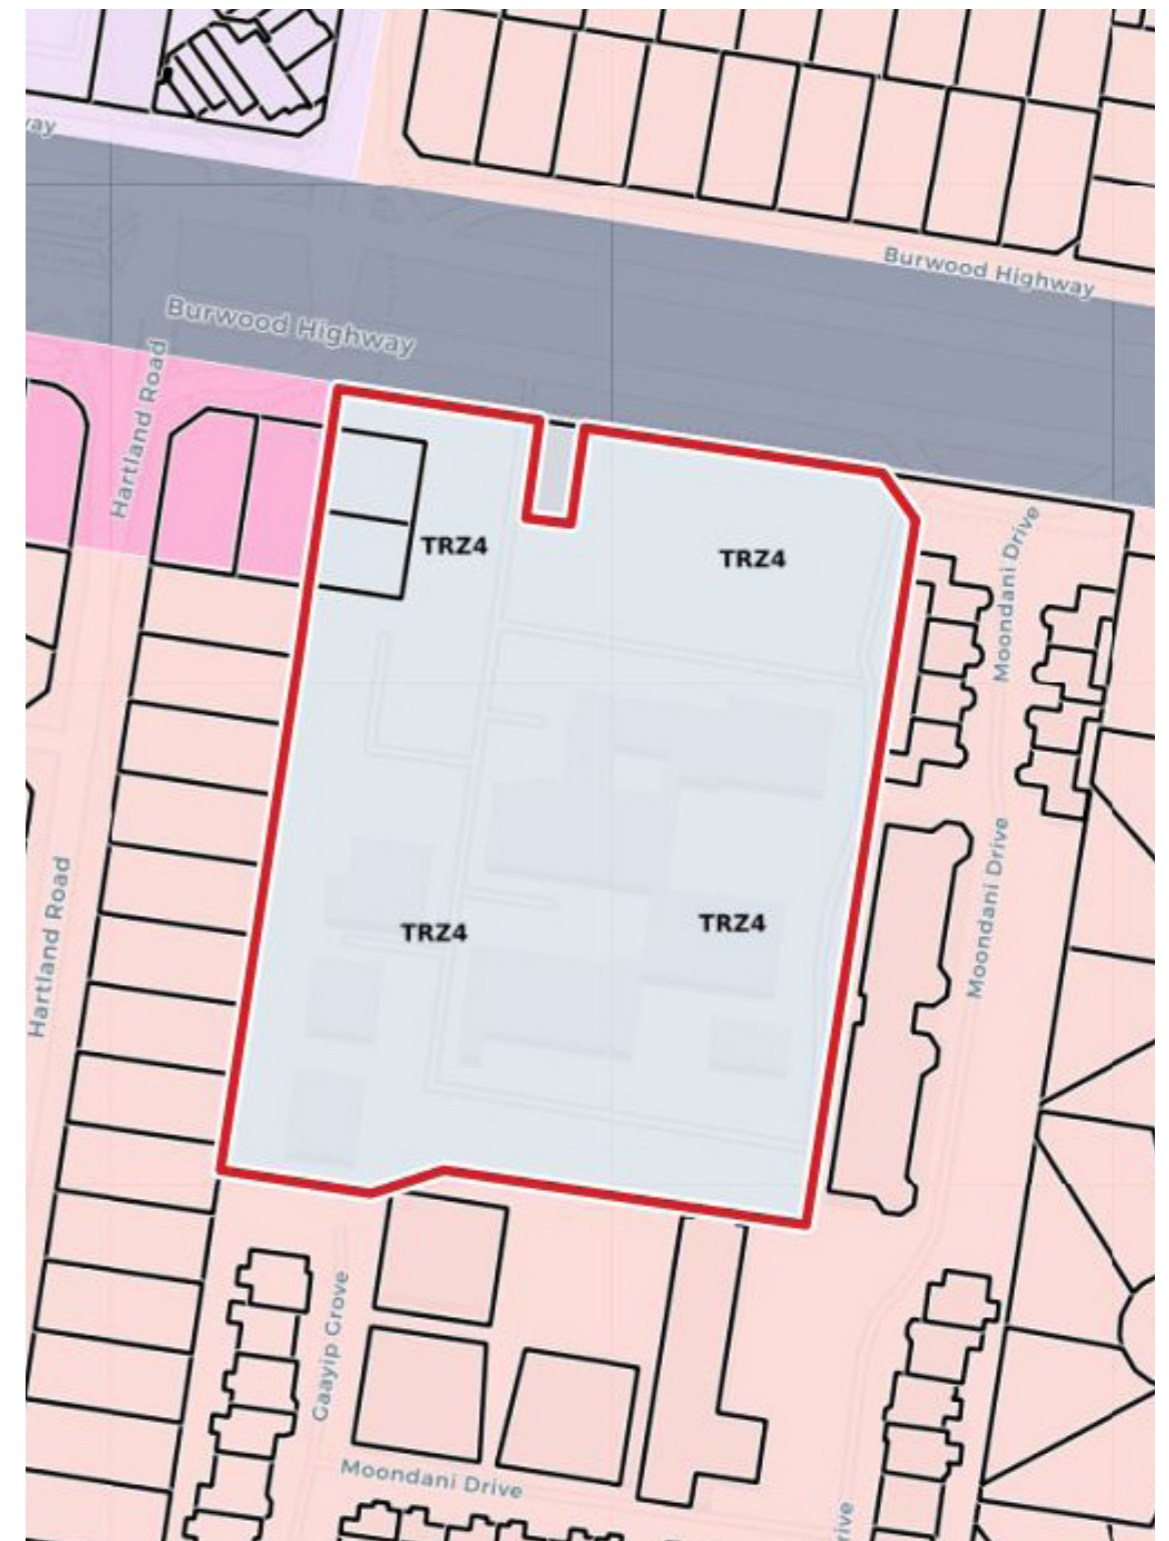 way
Burwood Highway
Burwood Highway
Hartland Road
Moondani Drive
TRZ4
TRZ4
Hartland Road
Moondani Drive
TRZ4
TRZ4
Gaayip Grove
Moondani Drive
rive